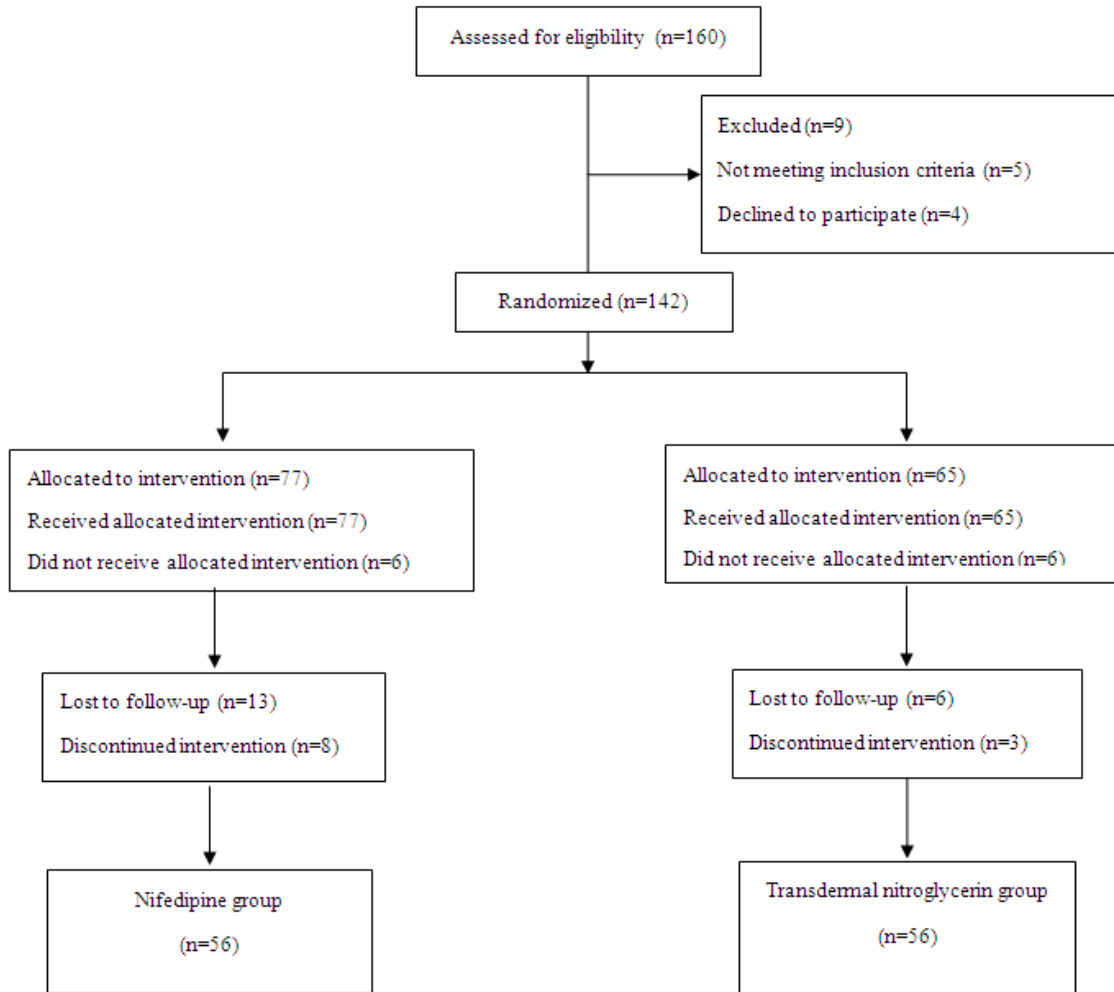 Assessed for eligibility (n=160)
Excluded (n=9)
Not meeting inclusion criteria (n=5)
Declined to participate (n=4)
Randomized (n=142)
Allocated to intervention (n=77)
Received allocated intervention (n=77)
Did not receive allocated intervention (n=6)
Allocated to intervention (n=65)
Received allocated intervention (n=65)
Did not receive allocated intervention (n=6)
Lost to follow-up (n=13)
Discontinued intervention (n=8)
Lost to follow-up (n=6)
Discontinued intervention (n=3)
Nifedipine group
(n=56)
Transdermal nitroglycerin group
(n=56)